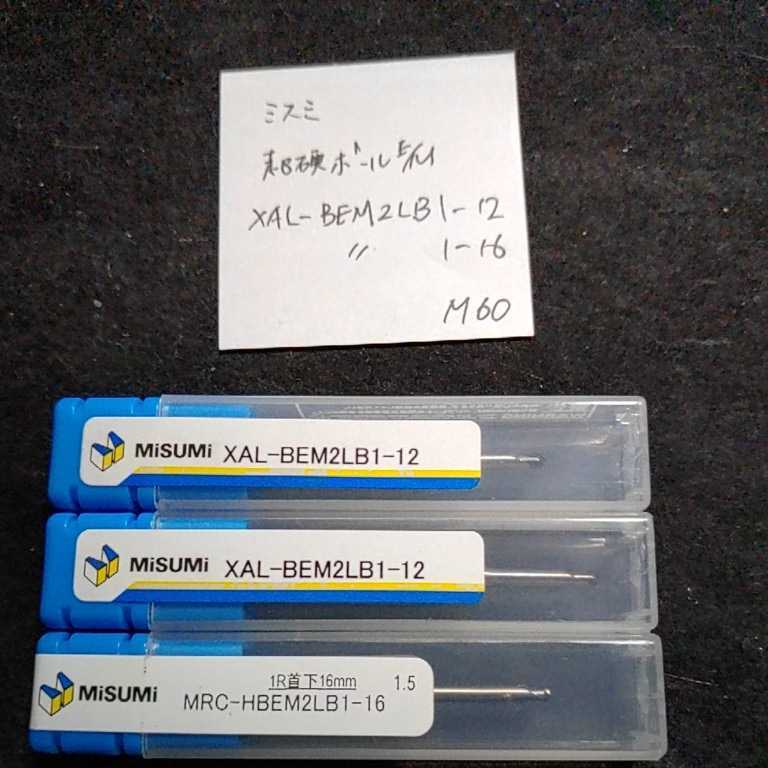 ミスミ
超硬ボールE/M
XAL-BEM2LB1-12
〃 1-16
M60
MiSUMi XAL-BEM2LB1-12
MiSUMi XAL-BEM2LB1-12
1R首下16mm 1.5
MiSUMi MRC-HBEM2LB1-16